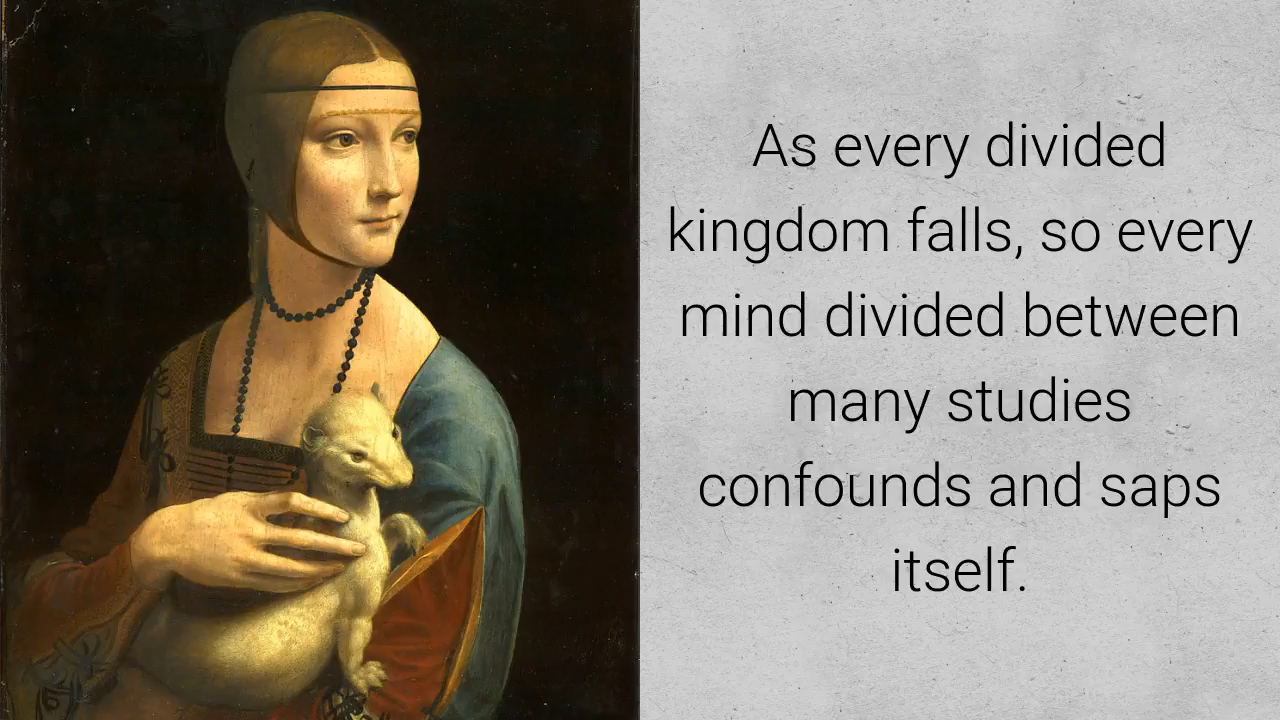 As every divided
kingdom falls, so every
mind divided between
many studies
confounds and saps
itself.